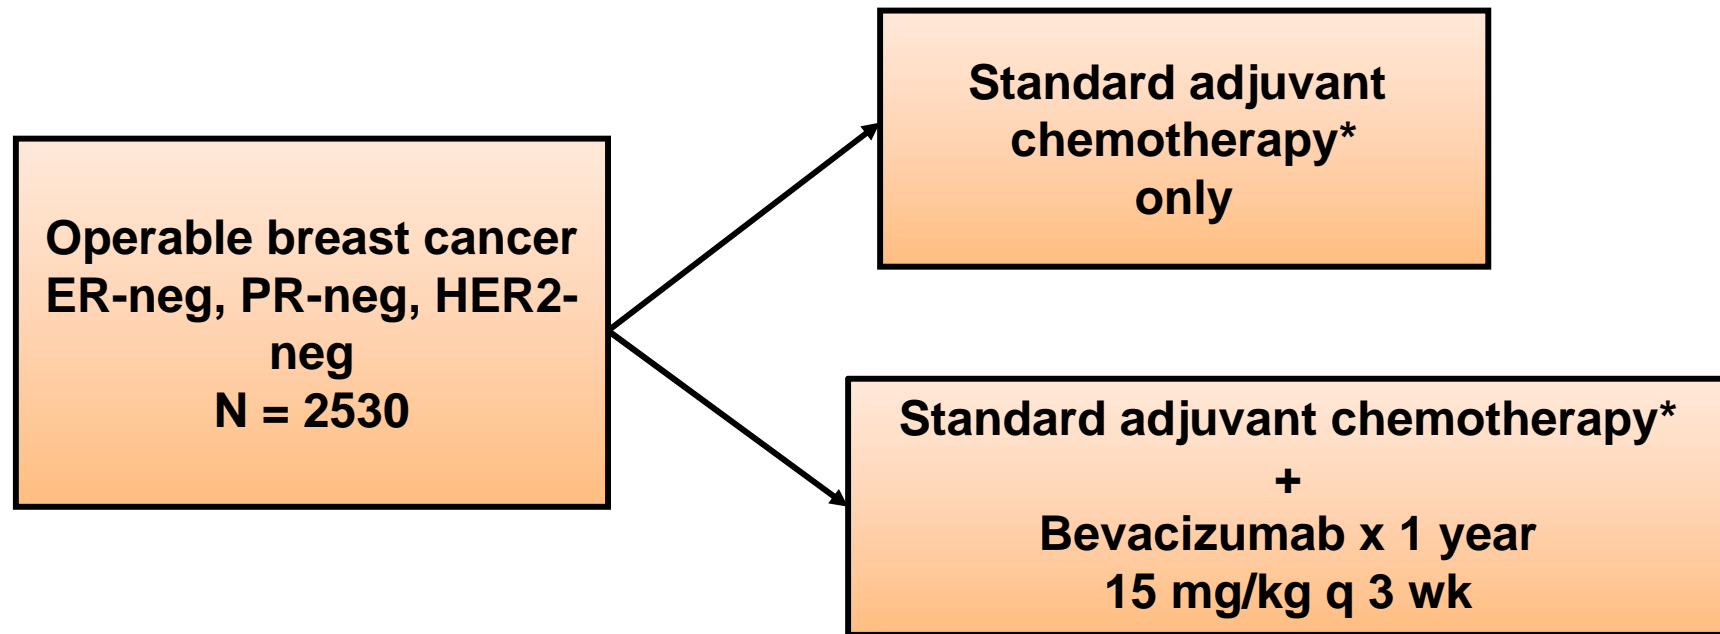 Operable breast cancer
ER-neg, PR-neg, HER2-
neg
N = 2530
Standard adjuvant
chemotherapy*
only
Standard adjuvant chemotherapy*
+
Bevacizumab x 1 year
15 mg/kg q 3 wk